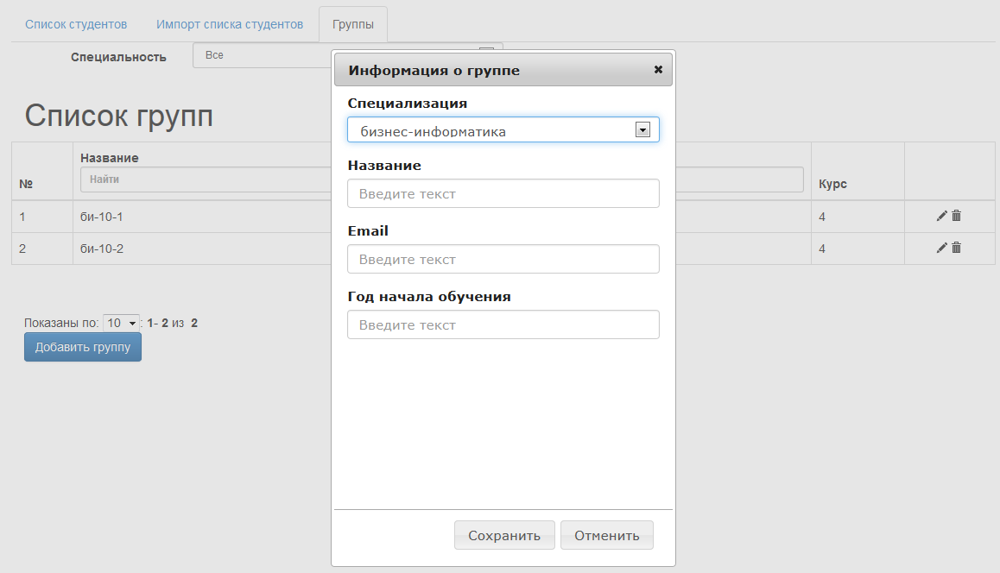 Список студентов Импорт списка студентов Группы
Специальность Все
Список групп
№ Название Курс
Найти
1 би-10-1 4
2 би-10-2 4
Показаны по: 10 : 1- 2 из 2
Добавить группу
Информация о группе
Специализация
бизнес-информатика
Название
Введите текст
Email
Введите текст
Год начала обучения
Введите текст
Сохранить Отменить